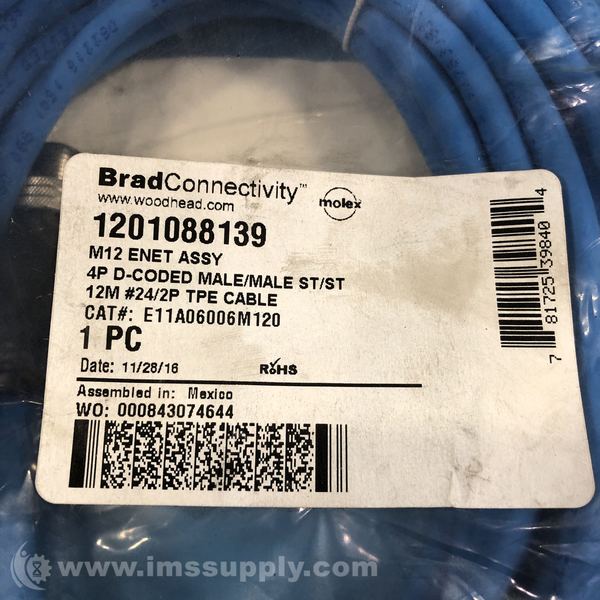 BradConnectivity™
www.woodhead.com
molex
1201088139
M12 ENET ASSY
4P D-CODED MALE/MALE ST/ST
12M #24/2P TPE CABLE
CAT#: E11A06006M120
1 PC
Date: 11/28/16
RoHS
Assembled in: Mexico
WO: 000843074644
7 81725 39840 4
www.imssupply.com